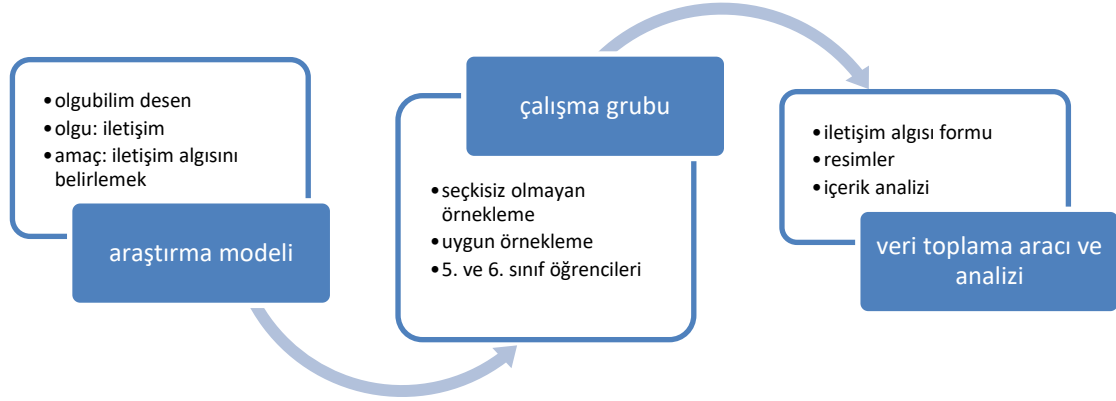 •olgubilim desen
•olgu: iletişim
•amaç: iletişim algısını
belirlemek
araştırma modeli
çalışma grubu
•seçkisiz olmayan
örnekleme
•uygun örnekleme
•5. ve 6. sınıf öğrencileri
•iletişim algısı formu
•resimler
•içerik analizi
veri toplama aracı ve
analizi